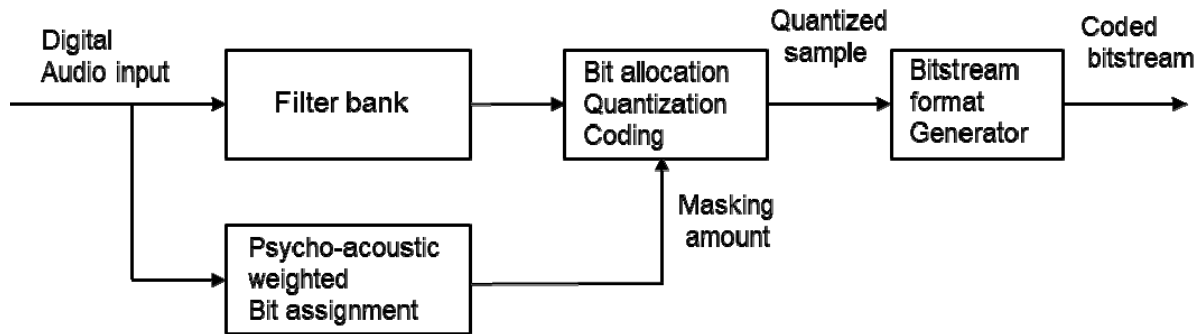 Digital
Audio input
Filter bank
Bit allocation
Quantization
Coding
Quantized
sample
Bitstream
format
Generator
Coded
bitstream
Psycho-acoustic
weighted
Bit assignment
Masking
amount